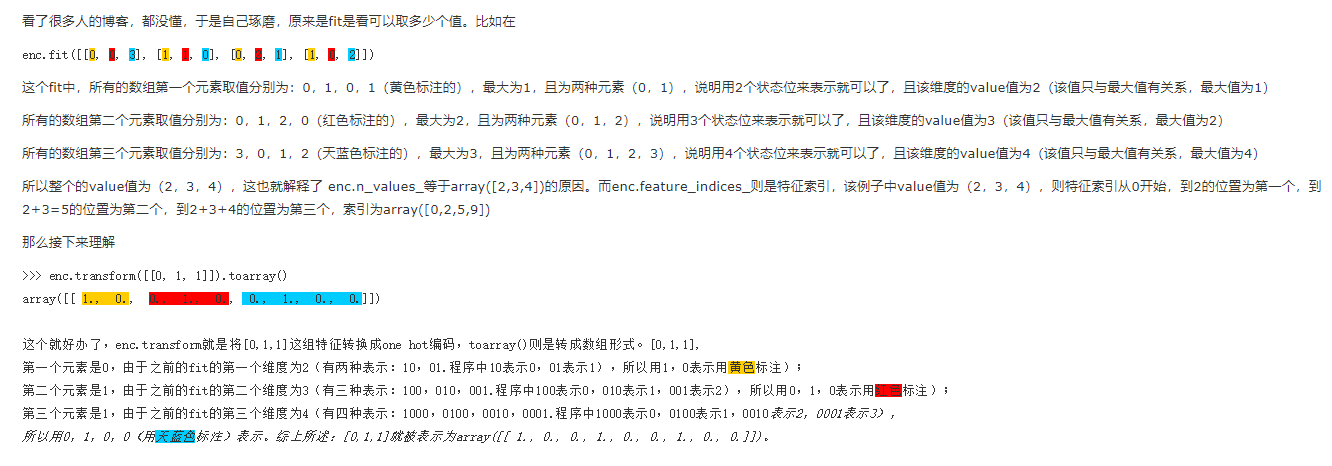 看了很多人的博客，都没懂，于是自己琢磨，原来是fit是看可以取多少个值。比如在
enc.fit([[0, 0, 3], [1, 1, 0], [0, 2, 1], [1, 0, 2]])
这个fit中，所有的数组第一个元素取值分别为：0，1，0，1（黄色标注的），最大为1，且为两种元素（0，1），说明用2个状态位来表示就可以了，且该维度的value值为2（该值只与最大值有关系，最大值为1）
所有的数组第二个元素取值分别为：0，1，2，0（红色标注的），最大为2，且为两种元素（0，1，2），说明用3个状态位来表示就可以了，且该维度的value值为3（该值只与最大值有关系，最大值为2）
所有的数组第三个元素取值分别为：3，0，1，2（天蓝色标注的），最大为3，且为两种元素（0，1，2，3），说明用4个状态位来表示就可以了，且该维度的value值为4（该值只与最大值有关系，最大值为4）
所以整个的value值为（2，3，4），这也就解释了 enc.n_values_等于array([2,3,4])的原因。而enc.feature_indices_则是特征索引，该例子中value值为（2，3，4），则特征索引从0开始，到2的位置为第一个，到
2+3=5的位置为第二个，到2+3+4的位置为第三个，索引为array([0,2,5,9])
那么接下来理解
>>> enc.transform([[0, 1, 1]]).toarray()
array([[ 1., 0., 0., 1., 0., 0., 1., 0., 0.]])
这个就好办了，enc.transform就是将[0,1,1]这组特征转换成one hot编码，toarray()则是转成数组形式。[0,1,1],
第一个元素是0，由于之前的fit的第一个维度为2（有两种表示：10，01.程序中10表示0，01表示1），所以用1，0表示用黄色标注）；
第二个元素是1，由于之前的fit的第二个维度为3（有三种表示：100，010，001.程序中100表示0，010表示1，001表示2），所以用0，1，0表示用红色标注）；
第三个元素是1，由于之前的fit的第三个维度为4（有四种表示：1000，0100，0010，0001.程序中1000表示0，0100表示1，0010表示2，0001表示3），
所以用0，1，0，0（用天蓝色标注）表示。综上所述：[0,1,1]就被表示为array([[ 1., 0., 0., 1., 0., 0., 1., 0., 0.]])。